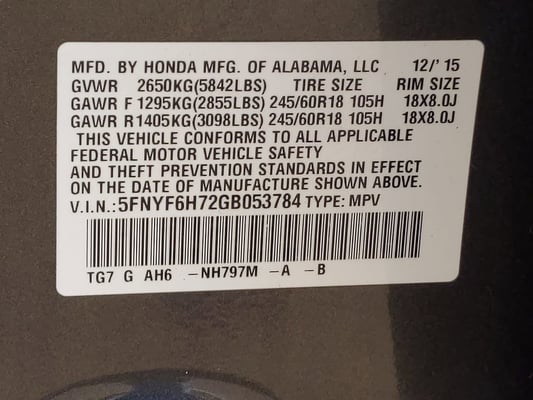 MFD. BY HONDA MFG. OF ALABAMA, LLC 12/' 15
GVWR 2650KG(5842LBS) TIRE SIZE RIM SIZE
GAWR F 1295KG(2855LBS) 245/60R18 105H 18X8.0J
GAWR R1405KG(3098LBS) 245/60R18 105H 18X8.0J
THIS VEHICLE CONFORMS TO ALL APPLICABLE
FEDERAL MOTOR VEHICLE SAFETY
AND THEFT PREVENTION STANDARDS IN EFFECT
ON THE DATE OF MANUFACTURE SHOWN ABOVE.
V.I.N.: 5FNYF6H72GB053784 TYPE: MPV
TG7 G AH6 -NH797M -A -B